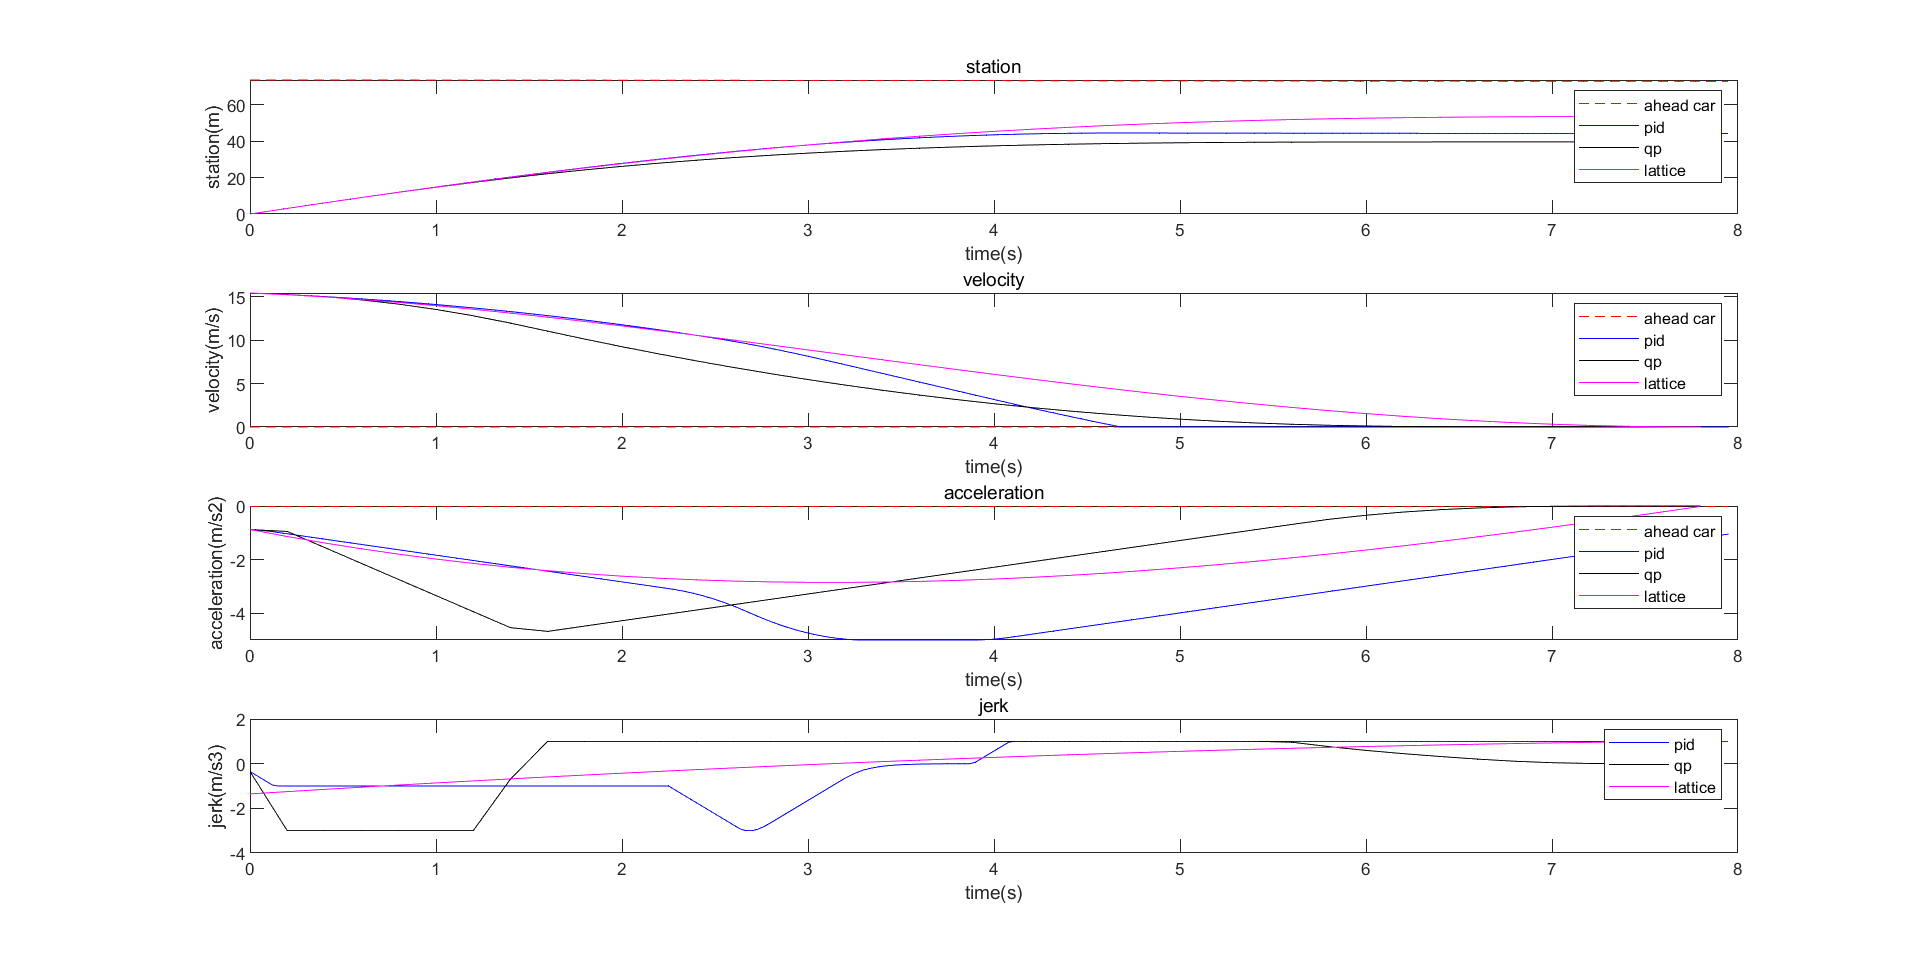 station
station(m)
60
40
20
0
0 1 2 3 4 5 6 7 8
time(s)
ahead car
pid
qp
lattice
velocity
velocity(m/s)
15
10
5
0
0 1 2 3 4 5 6 7 8
time(s)
ahead car
pid
qp
lattice
acceleration
acceleration(m/s2)
0
-2
-4
0 1 2 3 4 5 6 7 8
time(s)
ahead car
pid
qp
lattice
jerk
jerk(m/s3)
2
0
-2
-4
0 1 2 3 4 5 6 7 8
time(s)
pid
qp
lattice